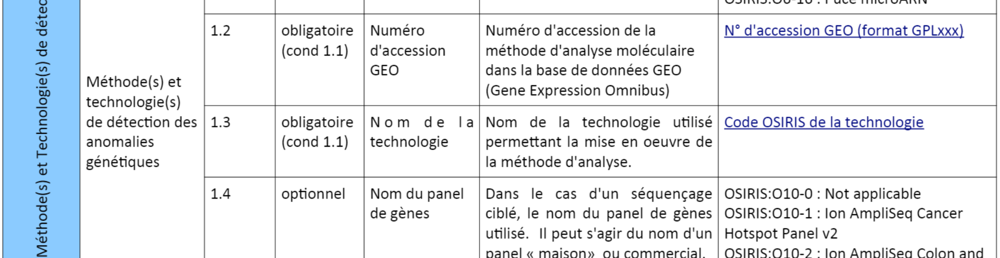 OSIRIS:O6-16 : Puce microARN
Méthode(s) et Technologie(s) de détec
Méthode(s) et
technologie(s)
de détection des
anomalies
génétiques
1.2
obligatoire
(cond 1.1)
Numéro
d'accession
GEO
Numéro d'accession de la
méthode d'analyse moléculaire
dans la base de données GEO
(Gene Expression Omnibus)
N° d'accession GEO (format GPLxxx)
1.3
obligatoire
(cond 1.1)
Nom de la
technologie
Nom de la technologie utilisé
permettant la mise en oeuvre de
la méthode d'analyse.
Code OSIRIS de la technologie
1.4
optionnel
Nom du panel
de gènes
Dans le cas d'un séquençage
ciblé, le nom du panel de gènes
utilisé. Il peut s'agir du nom d'un
panel « maison» ou commercial.
OSIRIS:O10-0 : Not applicable
OSIRIS:O10-1 : Ion AmpliSeq Cancer
Hotspot Panel v2
OSIRIS:O10-2 : Ion AmpliSeq Colon and